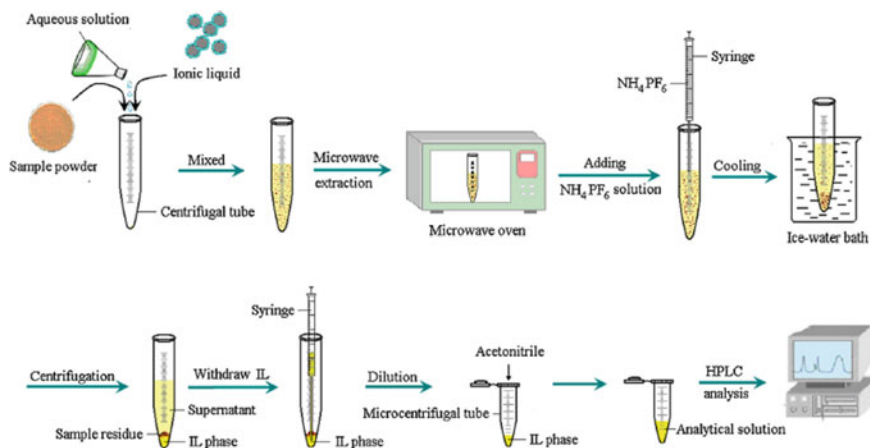 Aqueous solution
Ionic liquid
Sample powder
Centrifugal tube
Mixed
Microwave
extraction
Microwave oven
Adding
NH4PF6 solution
Syringe
NH4PF6
Cooling
Ice-water bath
Centrifugation
Supernatant
Sample residue
IL phase
Withdraw IL
Syringe
IL phase
Dilution
Acetonitrile
Microcentrifugal tube
IL phase
Analytical solution
HPLC
analysis